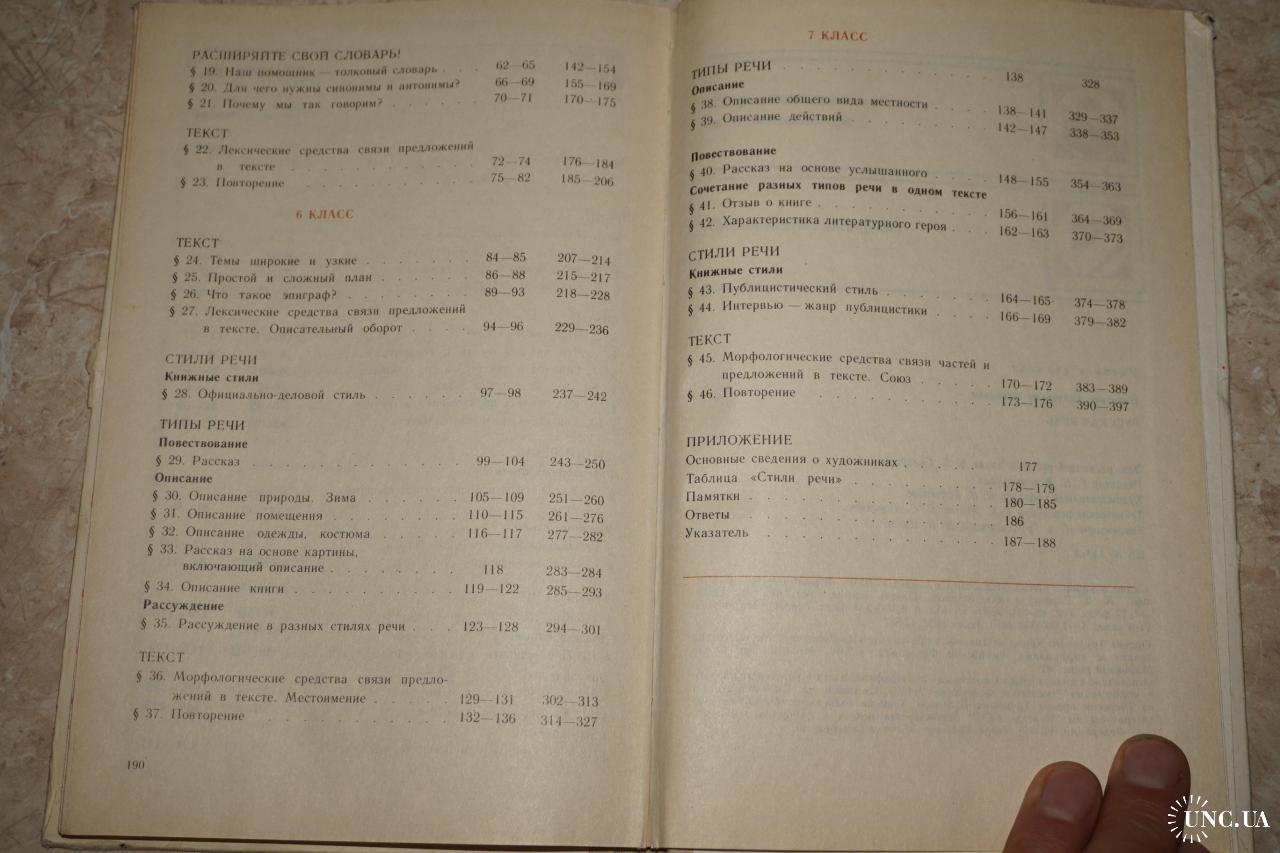 РАСШИРЯЙТЕ СВОЙ СЛОВАРЬ!
§ 19. Наш помощник — толковый словарь . . . 62—65 142—154
§ 20. Для чего нужны синонимы и антонимы? 66—69 155—169
§ 21. Почему мы так говорим? . . . . . . 70—71 170—175
ТЕКСТ
§ 22. Лексические средства связи предложений
в тексте . . . . . . . . . . 72—74 176—184
§ 23. Повторение . . . . . . . . . . 75—82 185—206
6 КЛАСС
ТЕКСТ
§ 24. Темы широкие и узкие . . . . . . . 84—85 207—214
§ 25. Простой и сложный план . . . . . . 86—88 215—217
§ 26. Что такое эпиграф? . . . . . . . . 89—93 218—228
§ 27. Лексические средства связи предложений
в тексте. Описательный оборот . . . . 94—96 229—236
СТИЛИ РЕЧИ
Книжные стили
§ 28. Официально-деловой стиль . . . . . . 97—98 237—242
ТИПЫ РЕЧИ
Повествование
§ 29. Рассказ . . . . . . . . . . . . 99—104 243—250
Описание
§ 30. Описание природы. Зима . . . . . . 105—109 251—260
§ 31. Описание помещения . . . . . . . . 110—115 261—276
§ 32. Описание одежды, костюма . . . . . 116—117 277—282
§ 33. Рассказ на основе картины,
включающий описание . . . . . . . . 118 283—284
§ 34. Описание книги . . . . . . . . . . 119—122 285—293
Рассуждение
§ 35. Рассуждение в разных стилях речи . . . 123—128 294—301
ТЕКСТ
§ 36. Морфологические средства связи предло-
жений в тексте. Местоимение . . . . . 129—131 302—313
§ 37. Повторение . . . . . . . . . . . 132—136 314—327
190
7 КЛАСС
ТИПЫ РЕЧИ . . . . . . . . . . . . 138 328
Описание
§ 38. Описание общего вида местности . . . . 138—141 329—337
§ 39. Описание действий . . . . . . . . . 142—147 338—353
Повествование
§ 40. Рассказ на основе услышанного . . . . 148—155 354—363
Сочетание разных типов речи в одном тексте
§ 41. Отзыв о книге . . . . . . . . . . 156—161 364—369
§ 42. Характеристика литературного героя . . . 162—163 370—373
СТИЛИ РЕЧИ
Книжные стили
§ 43. Публицистический стиль . . . . . . . 164—165 374—378
§ 44. Интервью — жанр публицистики . . . . 166—169 379—382
ТЕКСТ
§ 45. Морфологические средства связи частей и
предложений в тексте. Союз . . . . . 170—172 383—389
§ 46. Повторение . . . . . . . . . . . 173—176 390—397
ПРИЛОЖЕНИЕ
Основные сведения о художниках . . . . . 177
Таблица «Стили речи» . . . . . . . . . 178—179
Памятки . . . . . . . . . . . . . . 180—185
Ответы . . . . . . . . . . . . . . 186
Указатель . . . . . . . . . . . . . 187—188
UNC.UA